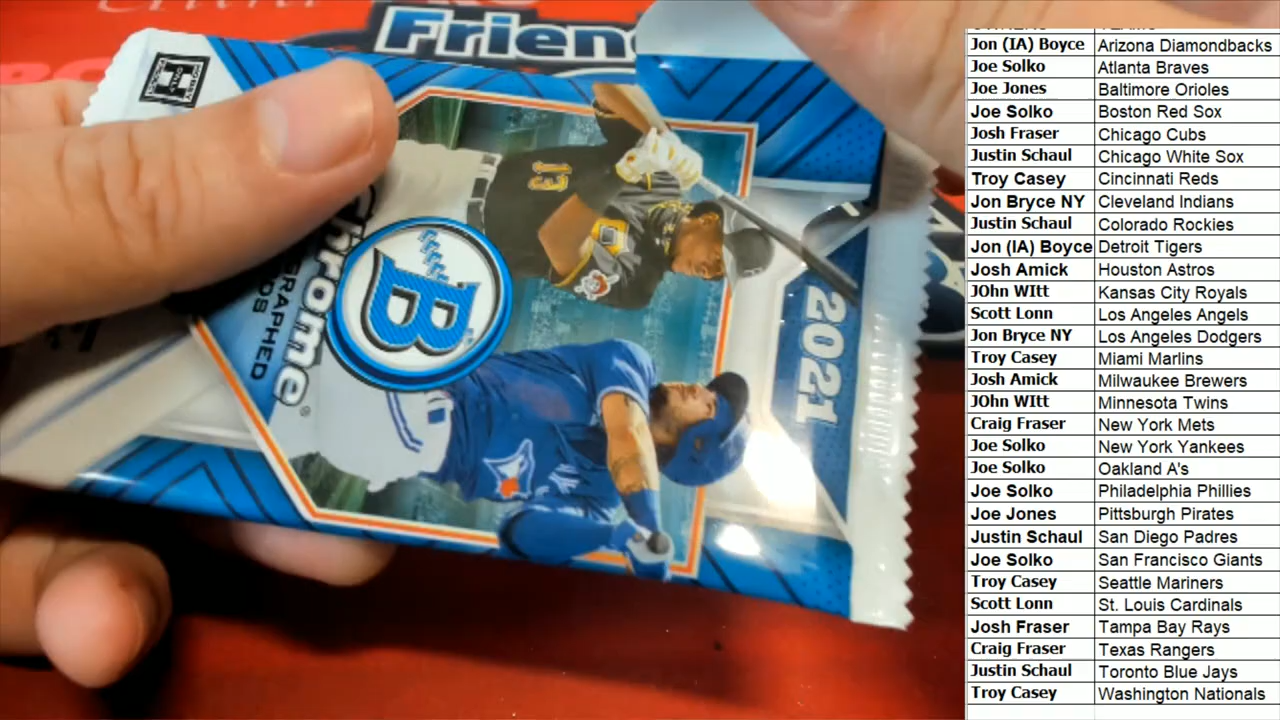 Frien
HOBBY
ONLY
PACKS
H
13
B
Chrome
2021
Jon (IA) Boyce Arizona Diamondbacks
Joe Solko Atlanta Braves
Joe Jones Baltimore Orioles
Joe Solko Boston Red Sox
Josh Fraser Chicago Cubs
Justin Schaul Chicago White Sox
Troy Casey Cincinnati Reds
Jon Bryce NY Cleveland Indians
Justin Schaul Colorado Rockies
Jon (IA) Boyce Detroit Tigers
Josh Amick Houston Astros
JOhn WItt Kansas City Royals
Scott Lonn Los Angeles Angels
Jon Bryce NY Los Angeles Dodgers
Troy Casey Miami Marlins
Josh Amick Milwaukee Brewers
JOhn WItt Minnesota Twins
Craig Fraser New York Mets
Joe Solko New York Yankees
Joe Solko Oakland A's
Joe Solko Philadelphia Phillies
Joe Jones Pittsburgh Pirates
Justin Schaul San Diego Padres
Joe Solko San Francisco Giants
Troy Casey Seattle Mariners
Scott Lonn St. Louis Cardinals
Josh Fraser Tampa Bay Rays
Craig Fraser Texas Rangers
Justin Schaul Toronto Blue Jays
Troy Casey Washington Nationals